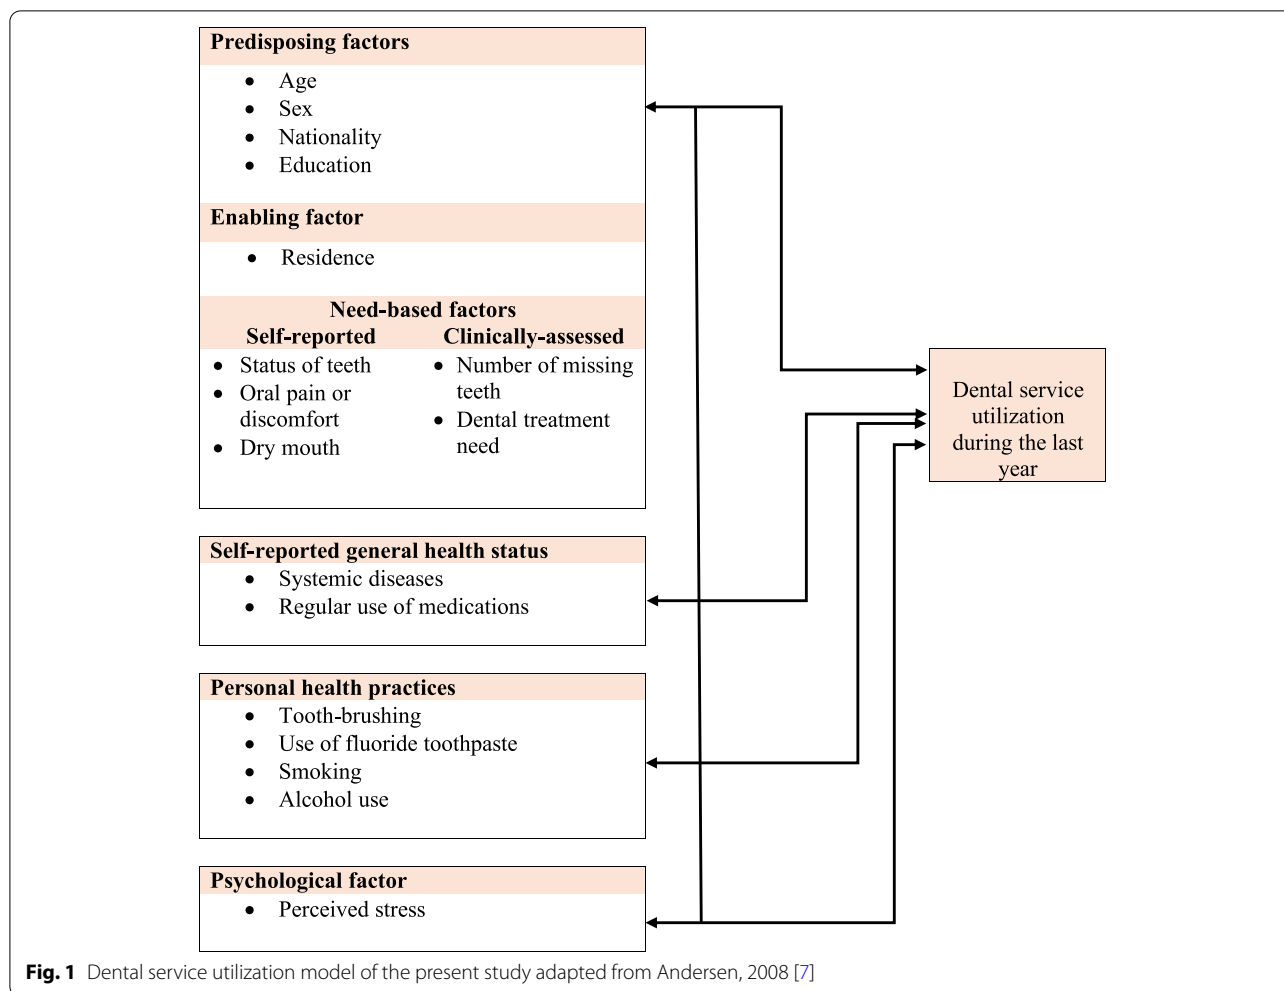 Predisposing factors
• Age
• Sex
• Nationality
• Education
Enabling factor
• Residence
Need-based factors
Self-reported
• Status of teeth
• Oral pain or
discomfort
• Dry mouth
Clinically-assessed
• Number of missing
teeth
• Dental treatment
need
Self-reported general health status
• Systemic diseases
• Regular use of medications
Personal health practices
• Tooth-brushing
• Use of fluoride toothpaste
• Smoking
• Alcohol use
Psychological factor
• Perceived stress
Dental service
utilization
during the last
year
Fig. 1 Dental service utilization model of the present study adapted from Andersen, 2008 [7]